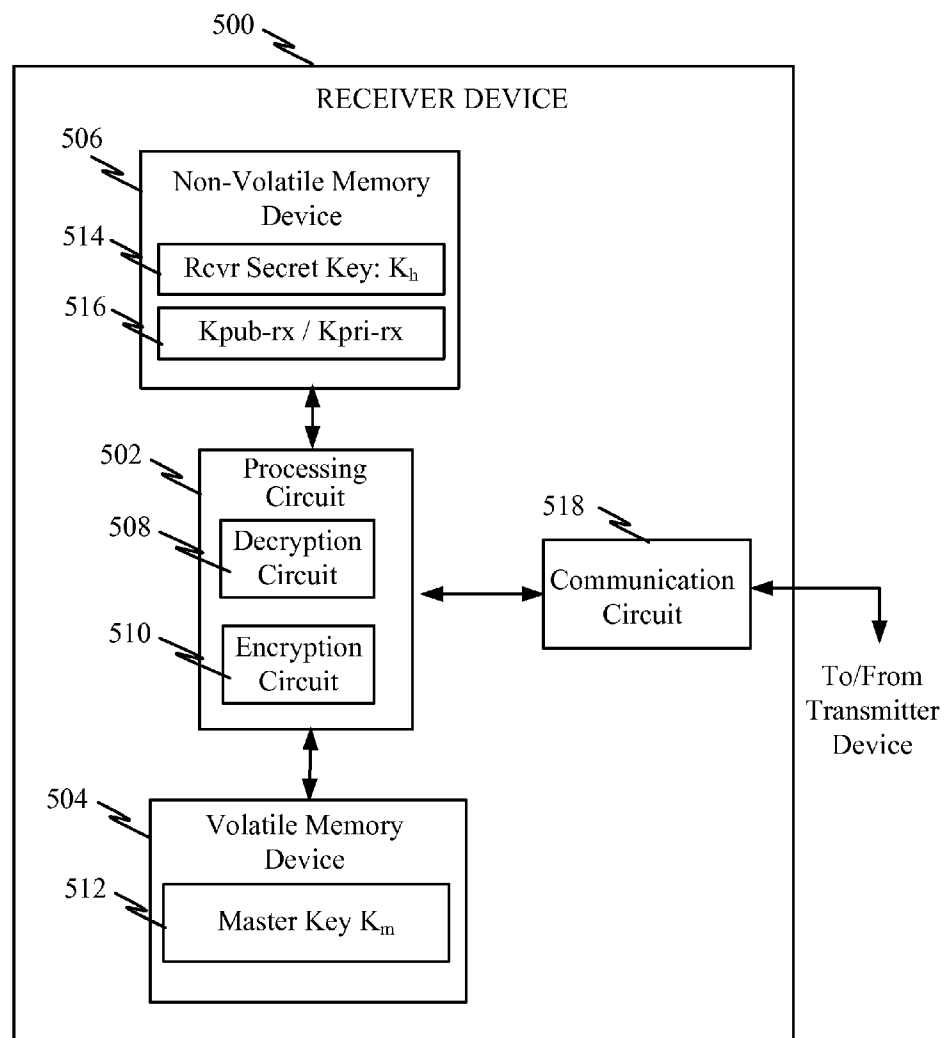 500
RECEIVER DEVICE
506
Non-Volatile Memory
Device
514
Rcvr Secret Key: Kh
516
Kpub-rx / Kpri-rx
502
Processing
Circuit
508
Decryption
Circuit
510
Encryption
Circuit
518
Communication
Circuit
To/From
Transmitter
Device
504
Volatile Memory
Device
512
Master Key Km